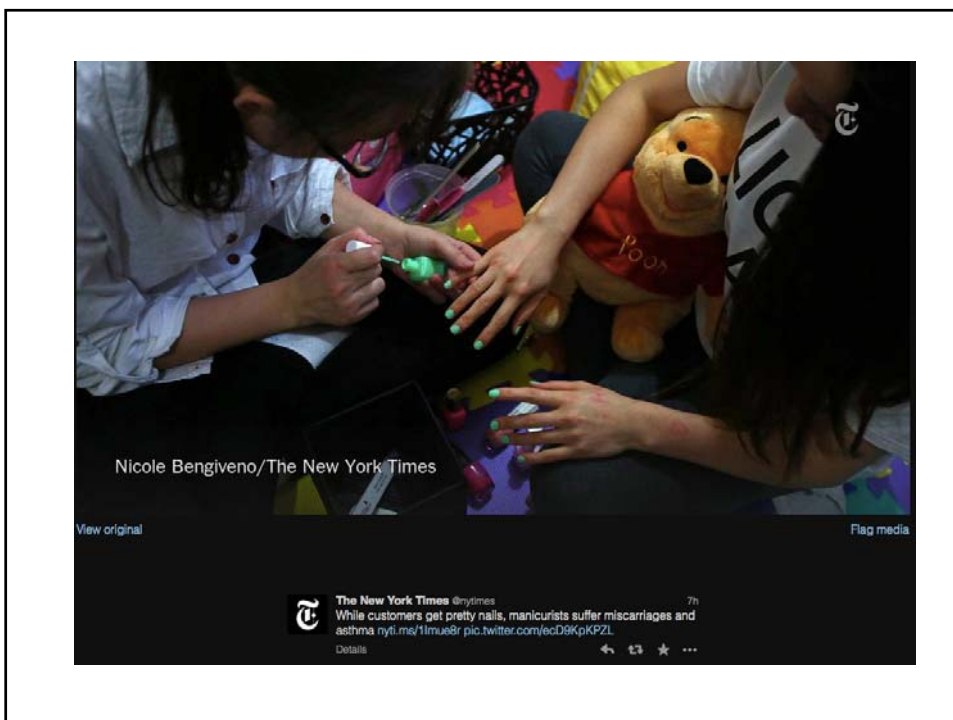 Pooh
Nicole Bengiveno/The New York Times
View original
Flag media
The New York Times @nytimes
7h
While customers get pretty nails, manicurists suffer miscarriages and
asthma nyti.ms/1Imue8r pic.twitter.com/ecD9KpKPZL
Details